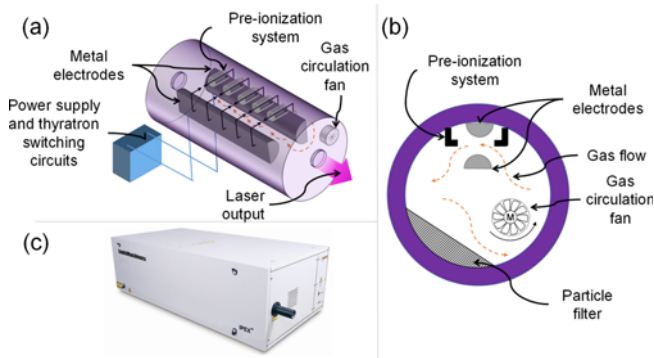 (a)
Pre-ionization
system
Metal
electrodes
Gas
circulation
fan
Power supply
and thyratron
switching
circuits
Laser
output
(b)
Pre-ionization
system
Metal
electrodes
Gas flow
Gas
circulation
fan
M
Particle
filter
(c)
LightMachinery
IPEX